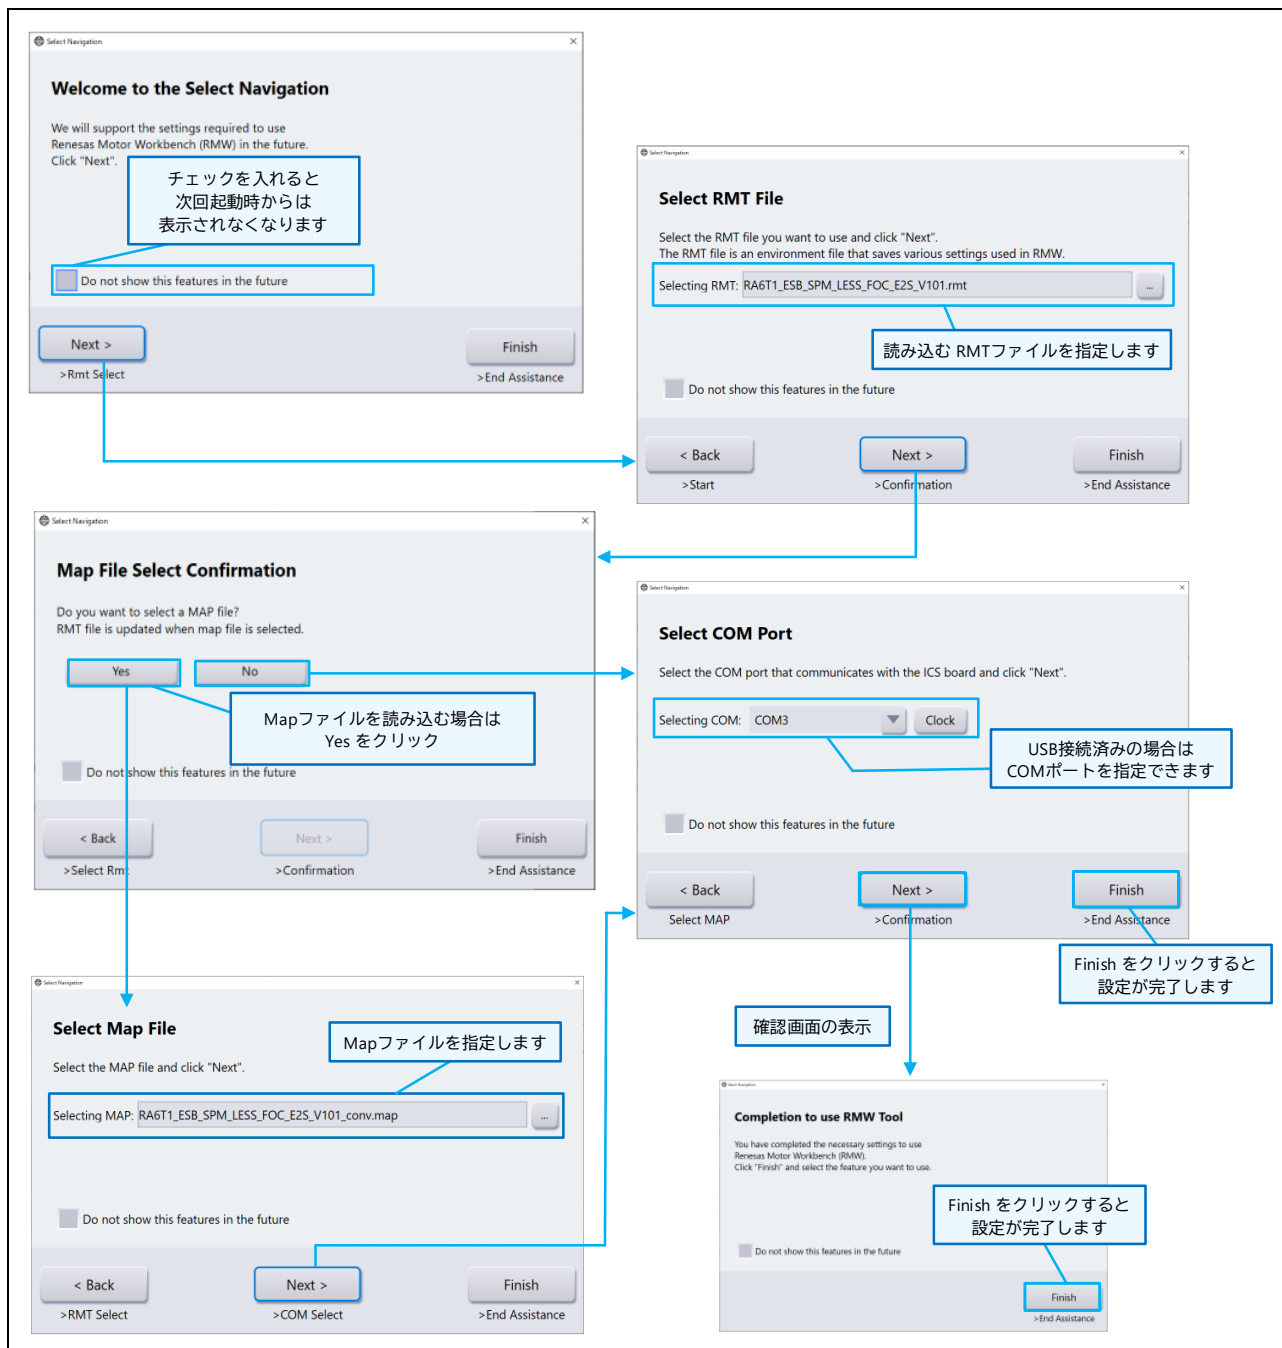 Select Navigation
Welcome to the Select Navigation
We will support the settings required to use
Renesas Motor Workbench (RMW) in the future.
Click "Next".
チェックを入れると
次回起動時からは
表示されなくなります
Do not show this features in the future
Next >
>Rmt Select
Finish
>End Assistance
Select Navigation
Select RMT File
Select the RMT file you want to use and click "Next".
The RMT file is an environment file that saves various settings used in RMW.
Selecting RMT: RA6T1_ESB_SPM_LESS_FOC_E2S_V101.rmt ...
読み込む RMTファイルを指定します
Do not show this features in the future
< Back
>Start
Next >
>Confirmation
Finish
>End Assistance
Select Navigation
Map File Select Confirmation
Do you want to select a MAP file?
RMT file is updated when map file is selected.
Yes
No
Mapファイルを読み込む場合は
Yes をクリック
Do not show this features in the future
< Back
>Select Rmt
Next >
>Confirmation
Finish
>End Assistance
Select Navigation
Select COM Port
Select the COM port that communicates with the ICS board and click "Next".
Selecting COM: COM3 Clock
USB接続済みの場合は
COMポートを指定できます
Do not show this features in the future
< Back
Select MAP
Next >
>Confirmation
Finish
>End Assistance
Finish をクリックすると
設定が完了します
確認画面の表示
Select Navigation
Select Map File
Mapファイルを指定します
Select the MAP file and click "Next".
Selecting MAP: RA6T1_ESB_SPM_LESS_FOC_E2S_V101_conv.map ...
Do not show this features in the future
< Back
>RMT Select
Next >
>COM Select
Finish
>End Assistance
Select Navigation
Completion to use RMW Tool
You have completed the necessary settings to use
Renesas Motor Workbench (RMW).
Click "Finish" and select the feature you want to use.
Finish をクリックすると
設定が完了します
Do not show this features in the future
Finish
>End Assistance